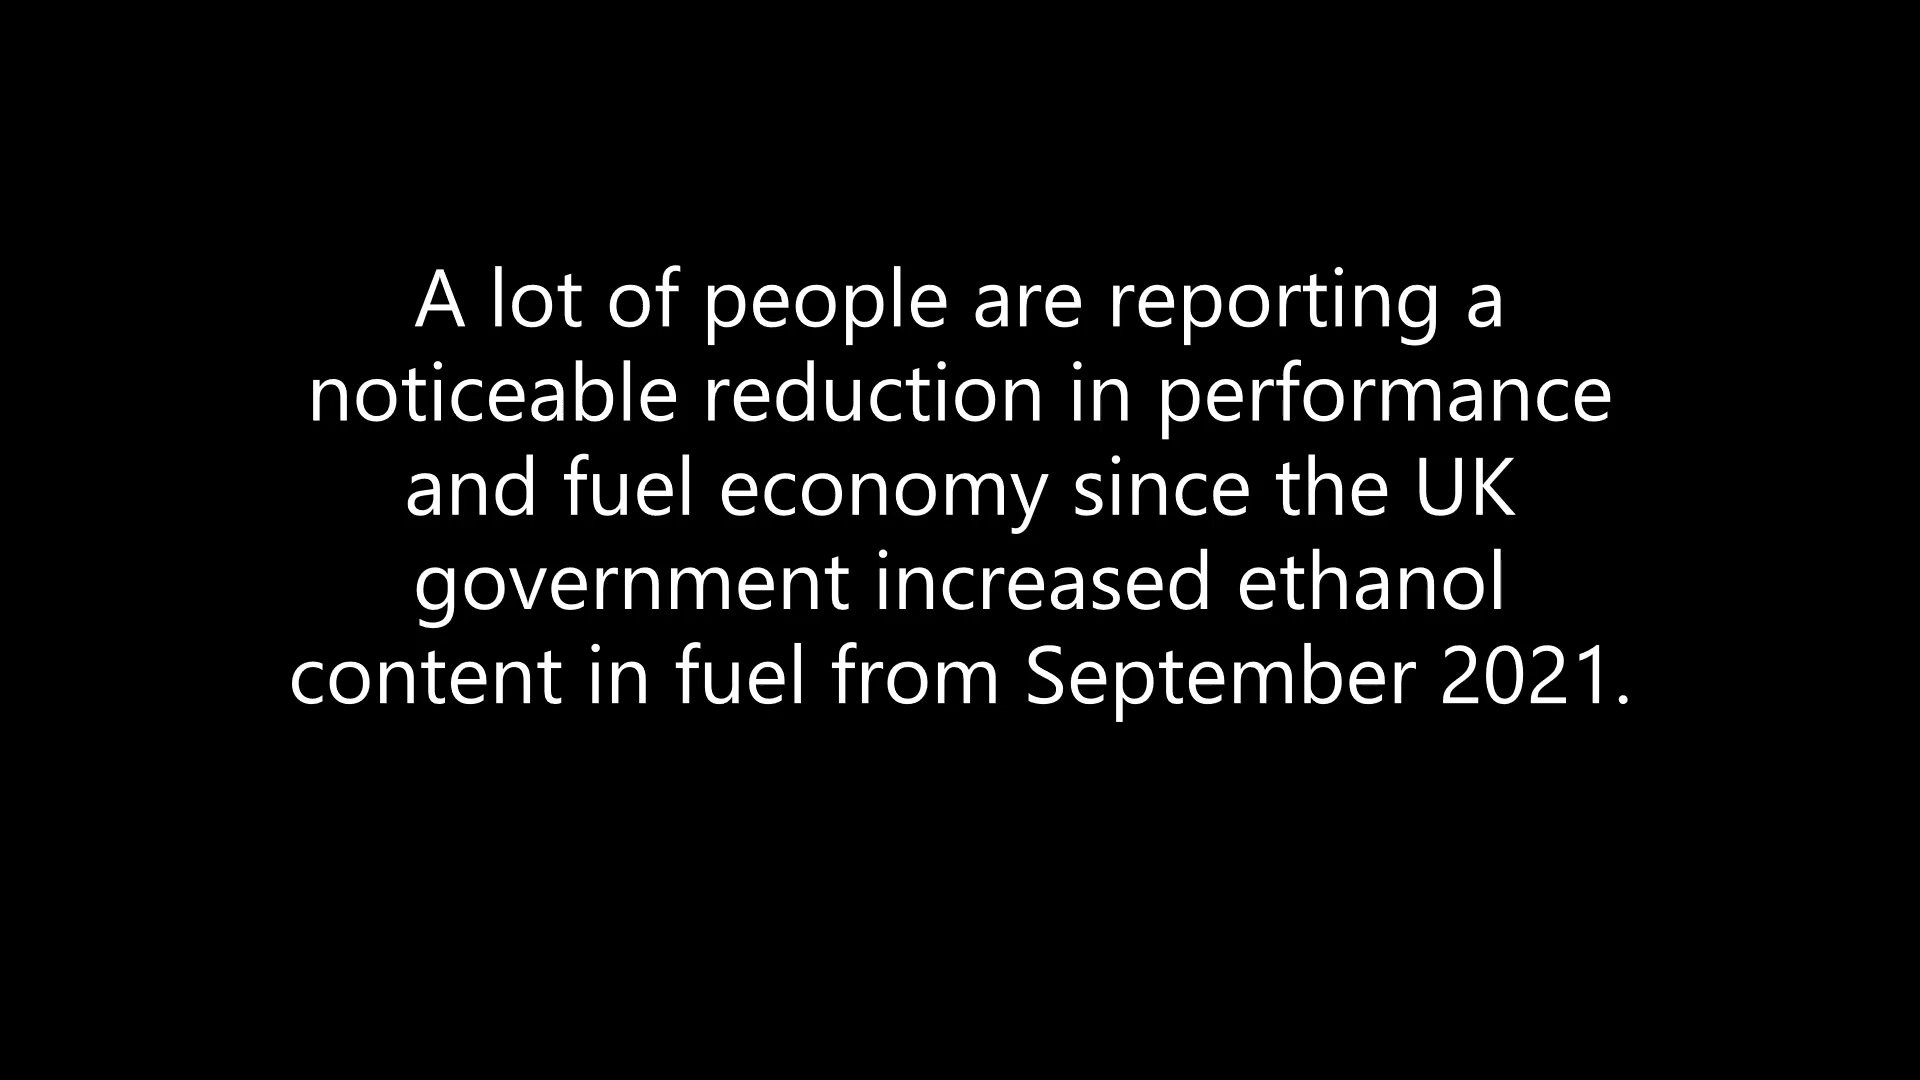 A lot of people are reporting a
noticeable reduction in performance
and fuel economy since the UK
government increased ethanol
content in fuel from September 2021.